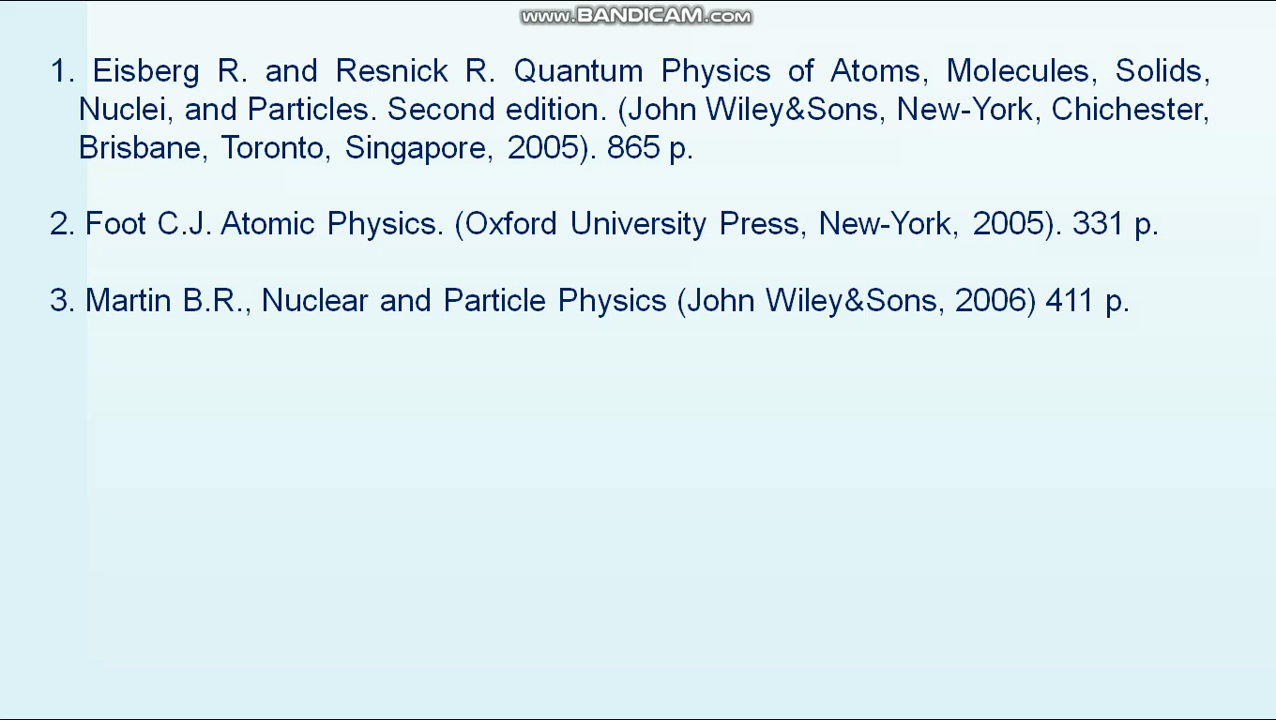 www.BANDICAM.com
1. Eisberg R. and Resnick R. Quantum Physics of Atoms, Molecules, Solids,
Nuclei, and Particles. Second edition. (John Wiley&Sons, New-York, Chichester,
Brisbane, Toronto, Singapore, 2005). 865 p.
2. Foot C.J. Atomic Physics. (Oxford University Press, New-York, 2005). 331 p.
3. Martin B.R., Nuclear and Particle Physics (John Wiley&Sons, 2006) 411 p.